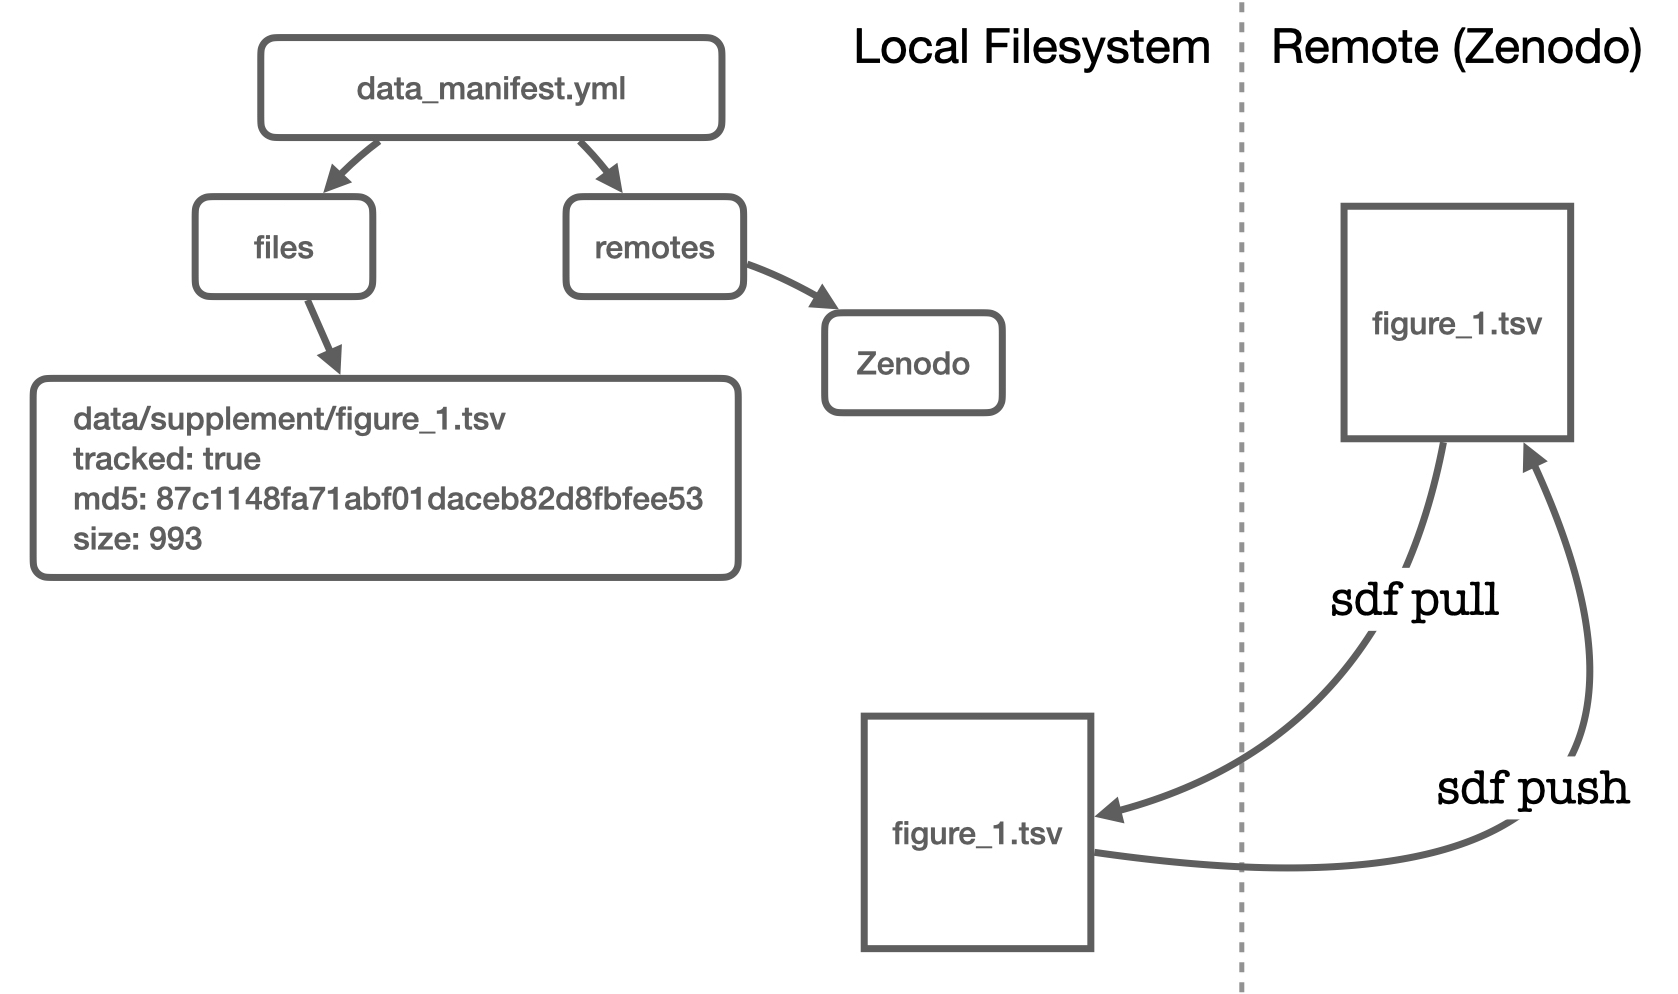 Local Filesystem
Remote (Zenodo)
data_manifest.yml
files
remotes
Zenodo
data/supplement/figure_1.tsv
tracked: true
md5: 87c1148fa71abf01daceb82d8fbfee53
size: 993
figure_1.tsv
sdf pull
sdf push
figure_1.tsv